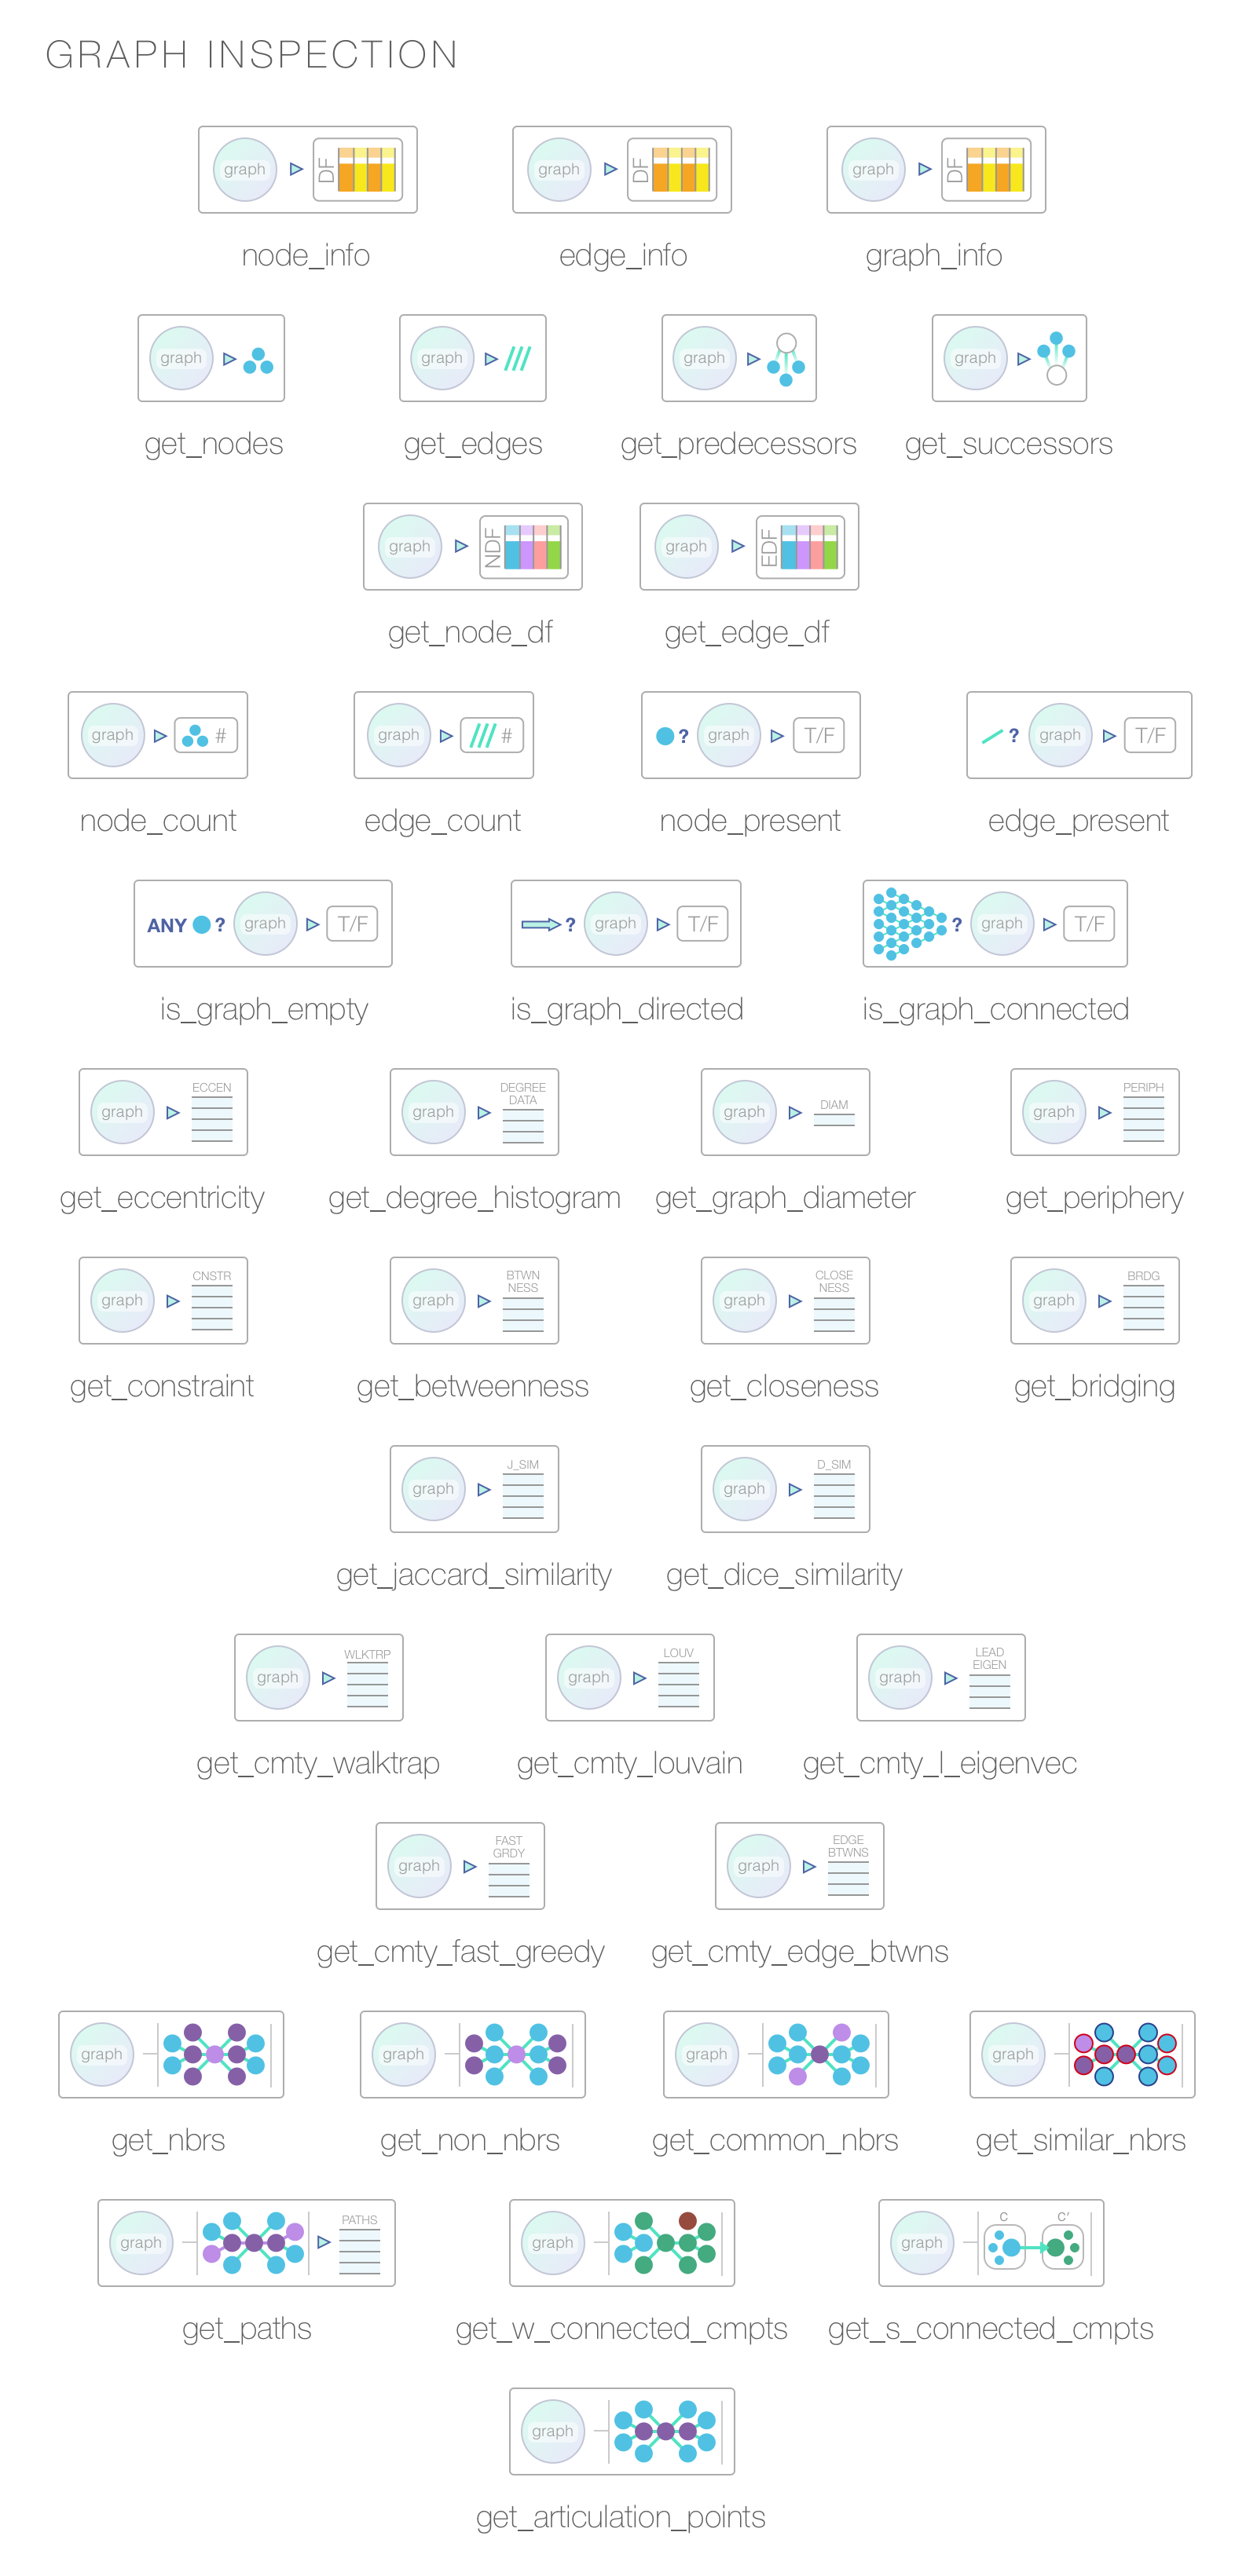 GRAPH INSPECTION
graph DF graph DF graph DF
node_info edge_info graph_info
graph graph graph graph
get_nodes get_edges get_predecessors get_successors
graph NDF graph EDF
get_node_df get_edge_df
graph # graph # ? graph T/F ? graph T/F
node_count edge_count node_present edge_present
ANY ? graph T/F ? graph T/F ? graph T/F
is_graph_empty is_graph_directed is_graph_connected
graph ECCEN graph DEGREE DATA graph DIAM graph PERIPH
get_eccentricity get_degree_histogram get_graph_diameter get_periphery
graph CNSTR graph BTWN NESS graph CLOSE NESS graph BRDG
get_constraint get_betweenness get_closeness get_bridging
graph J_SIM graph D_SIM
get_jaccard_similarity get_dice_similarity
graph WLKTRP graph LOUV graph LEAD EIGEN
get_cmty_walktrap get_cmty_louvain get_cmty_l_eigenvec
graph FAST GRDY graph EDGE BTWNS
get_cmty_fast_greedy get_cmty_edge_btwns
graph graph graph graph
get_nbrs get_non_nbrs get_common_nbrs get_similar_nbrs
graph PATHS graph graph C C'
get_paths get_w_connected_cmpts get_s_connected_cmpts
graph
get_articulation_points